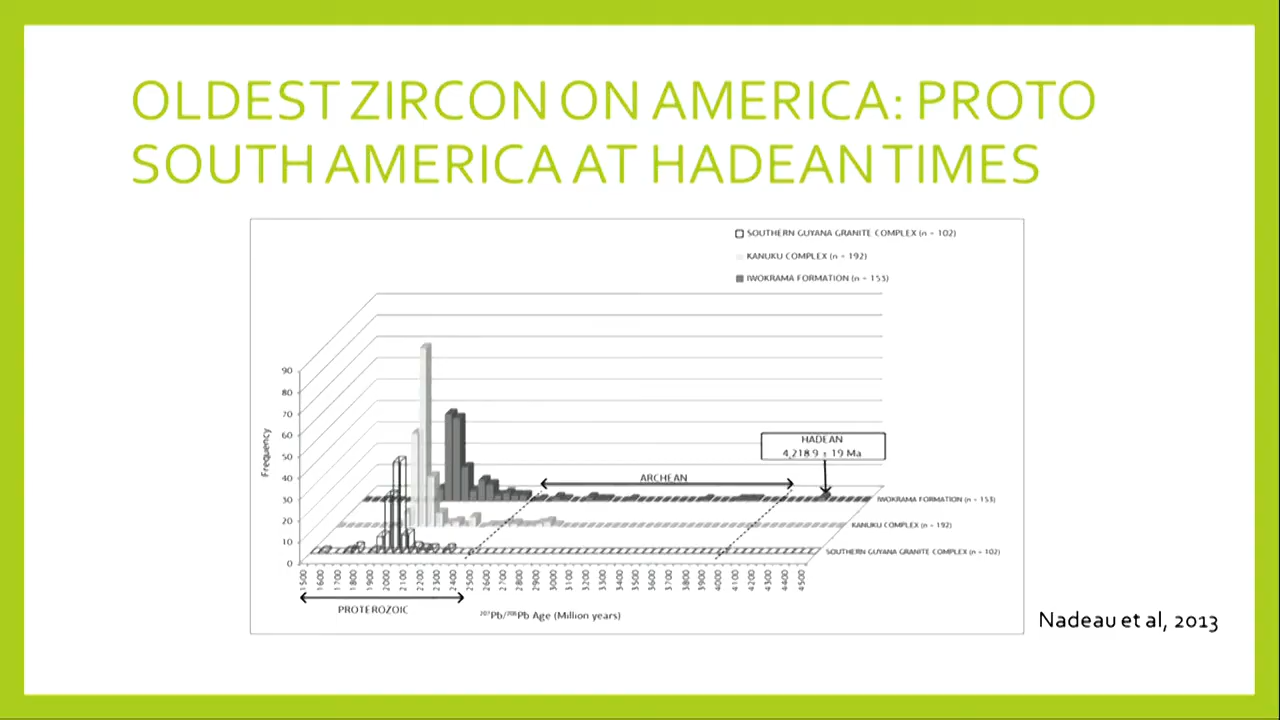 OLDEST ZIRCON ON AMERICA: PROTO
SOUTH AMERICA AT HADEAN TIMES
SOUTHERN GUYANA GRANITE COMPLEX (n = 102)
KANUKU COMPLEX (n = 192)
IWOKRAMA FORMATION (n = 153)
90
80
70
60
50
40
30
20
10
0
Frequency
HADEAN
4,218.9 ± 19 Ma
ARCHEAN
IWOKRAMA FORMATION (n = 153)
KANUKU COMPLEX (n = 192)
SOUTHERN GUYANA GRANITE COMPLEX (n = 102)
1500 1600 1700 1800 1900 2000 2100 2200 2300 2400 2500 2600 2700 2800 2900 3000 3100 3200 3300 3400 3500 3600 3700 3800 3900 4000 4100 4200 4300 4400 4500
PROTEROZOIC
²⁰⁷Pb/²⁰⁶Pb Age (Million years)
Nadeau et al, 2013